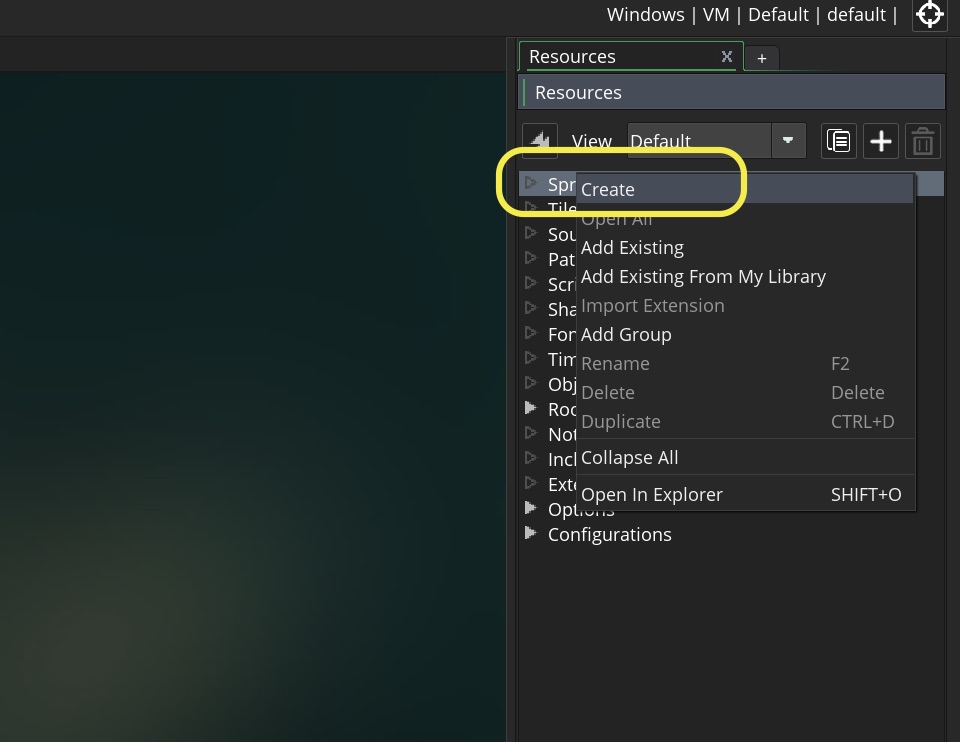 Windows | VM | Default | default |
Resources X +
Resources
View Default
Spr Create
Tile Open All
Sou Add Existing
Pat Add Existing From My Library
Scri Import Extension
Sha
Fon Add Group
Tim Rename F2
Obj Delete Delete
Roo Duplicate CTRL+D
Not
Incl Collapse All
Exte Open In Explorer SHIFT+O
Options
Configurations